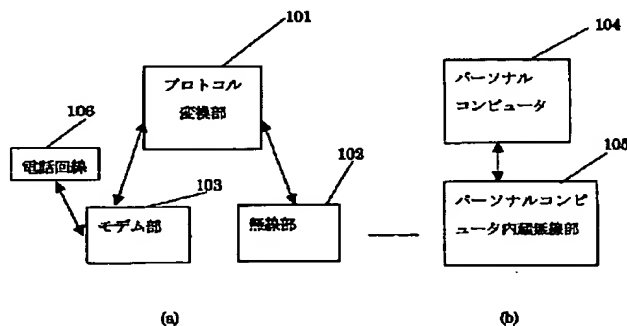 101
プロトコル
変換部
106
電話回線
103
モデム部
102
無線部
104
パーソナル
コンピュータ
105
パーソナルコンピ
ュータ内蔵無線部
(a)
(b)